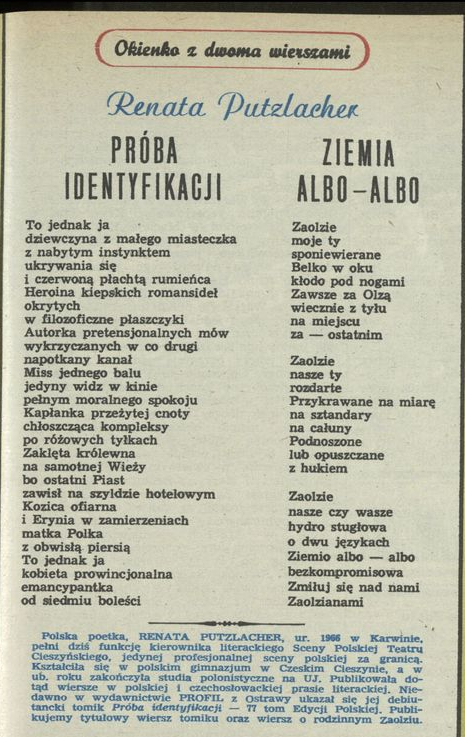 Okienko z dwoma wierszami
Renata Putzlacher
PRÓBA
IDENTYFIKACJI
To jednak ja
dziewczyna z małego miasteczka
z nabytym instynktem
ukrywania się
i czerwoną płachtą rumieńca
Heroina kiepskich romansideł
okrytych
w filozoficzne płaszczyki
Autorka pretensjonalnych mów
wykrzyczanych w co drugi
napotkany kanał
Miss jednego balu
jedyny widz w kinie
pełnym moralnego spokoju
Kapłanka przeżytej cnoty
chłoszcząca kompleksy
po różowych tyłkach
Zaklęta królewna
na samotnej Wieży
bo ostatni Piast
zawisł na szyldzie hotelowym
Kozica ofiarna
i Erynia w zamierzeniach
matka Polka
z obwisłą piersią
To jednak ja
kobieta prowincjonalna
emancypantka
od siedmiu boleści
ZIEMIA
ALBO—ALBO
Zaolzie
moje ty
sponiewierane
Belko w oku
kłodo pod nogami
Zawsze za Olzą
wiecznie z tyłu
na miejscu
za — ostatnim
Zaolzie
nasze ty
rozdarte
Przykrawane na miarę
na sztandary
na całuny
Podnoszone
lub opuszczane
z hukiem
Zaolzie
nasze czy wasze
hydro stugłowa
o dwu językach
Ziemio albo — albo
bezkompromisowa
Zmiłuj się nad nami
Zaolzianami
Polska poetka, RENATA PUTZLACHER, ur. 1966 w Karwinie,
pełni dziś funkcję kierownika literackiego Sceny Polskiej Teatru
Cieszyńskiego, jedynej profesjonalnej sceny polskiej za granicą.
Kształciła się w polskim gimnazjum w Czeskim Cieszynie, a w
ub. roku zakończyła studia polonistyczne na UJ. Publikowała do-
tąd wiersze w polskiej i czechosłowackiej prasie literackiej. Nie-
dawno w wydawnictwie PROFIL z Ostrawy ukazał się jej debiu-
tancki tomik Próba identyfikacji — 77 tom Edycji Polskiej. Publi-
kujemy tytułowy wiersz tomiku oraz wiersz o rodzinnym Zaolziu.